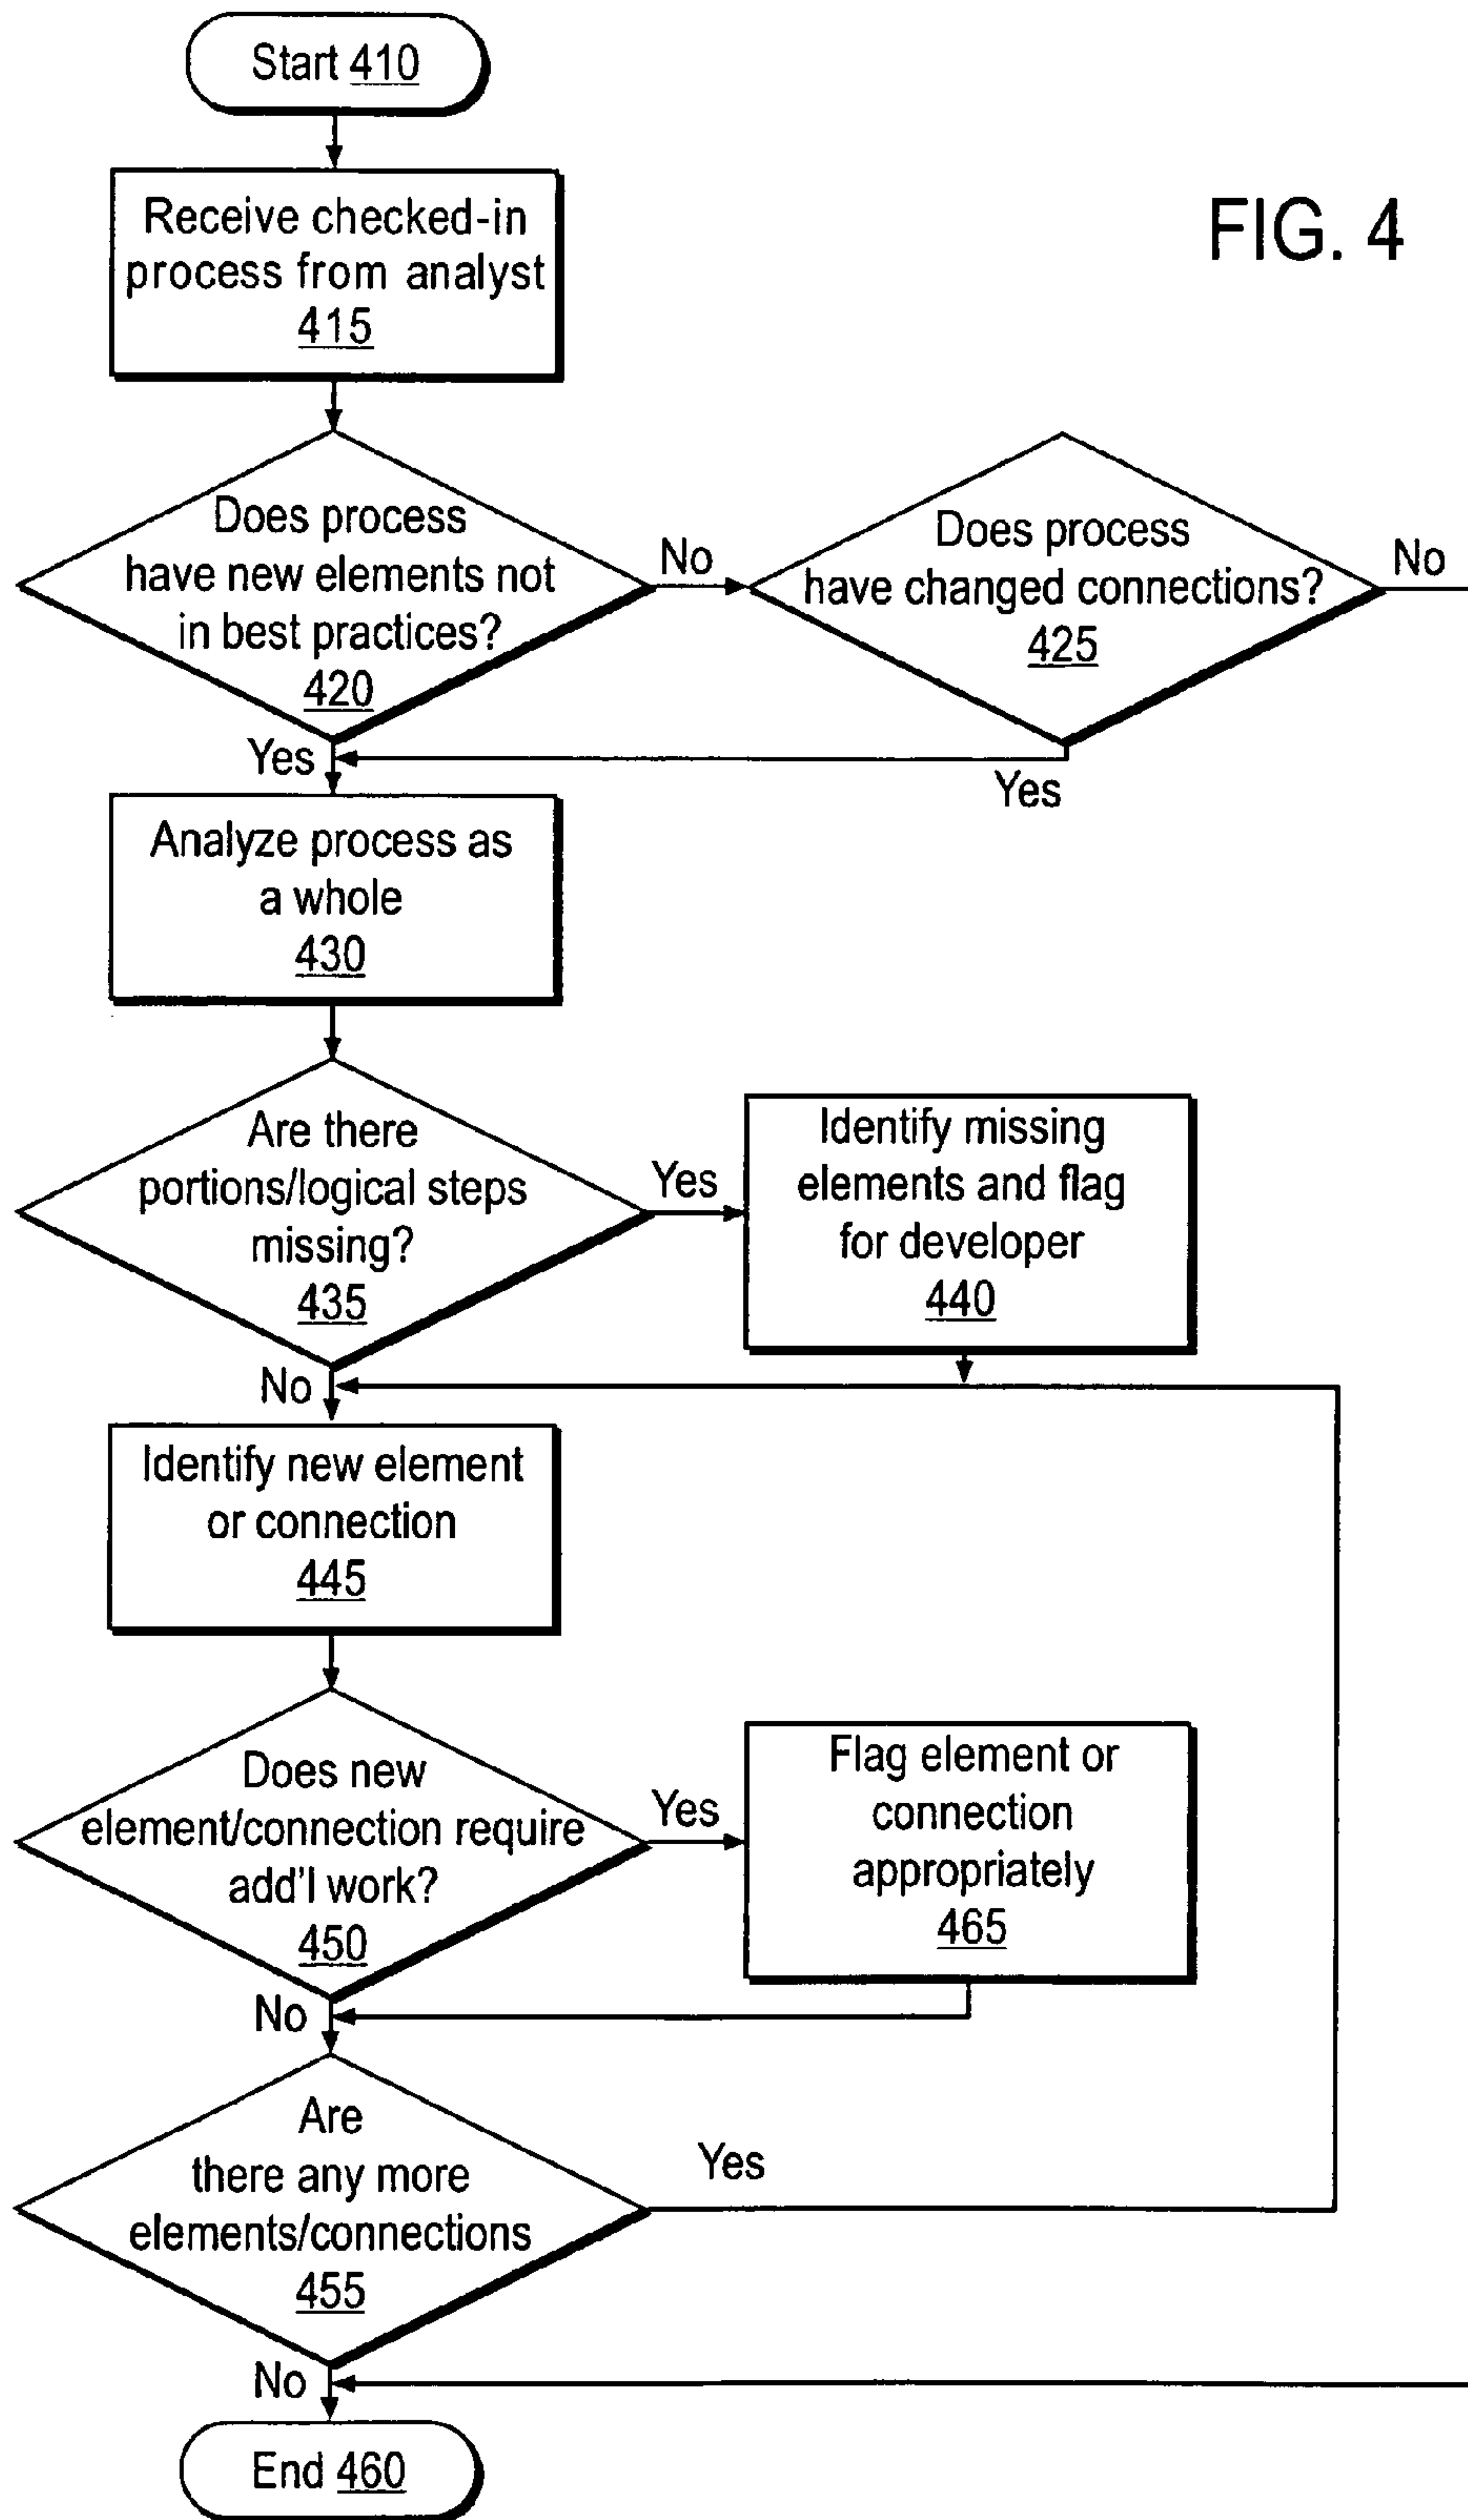 Start 410
FIG. 4
Receive checked-in
process from analyst
415
Does process
have new elements not
in best practices?
420
No
Does process
have changed connections?
425
No
Yes
Yes
Analyze process as
a whole
430
Are there
portions/logical steps
missing?
435
Yes
Identify missing
elements and flag
for developer
440
No
Identify new element
or connection
445
Does new
element/connection require
add'l work?
450
Yes
Flag element or
connection
appropriately
465
No
Are
there any more
elements/connections
455
Yes
No
End 460